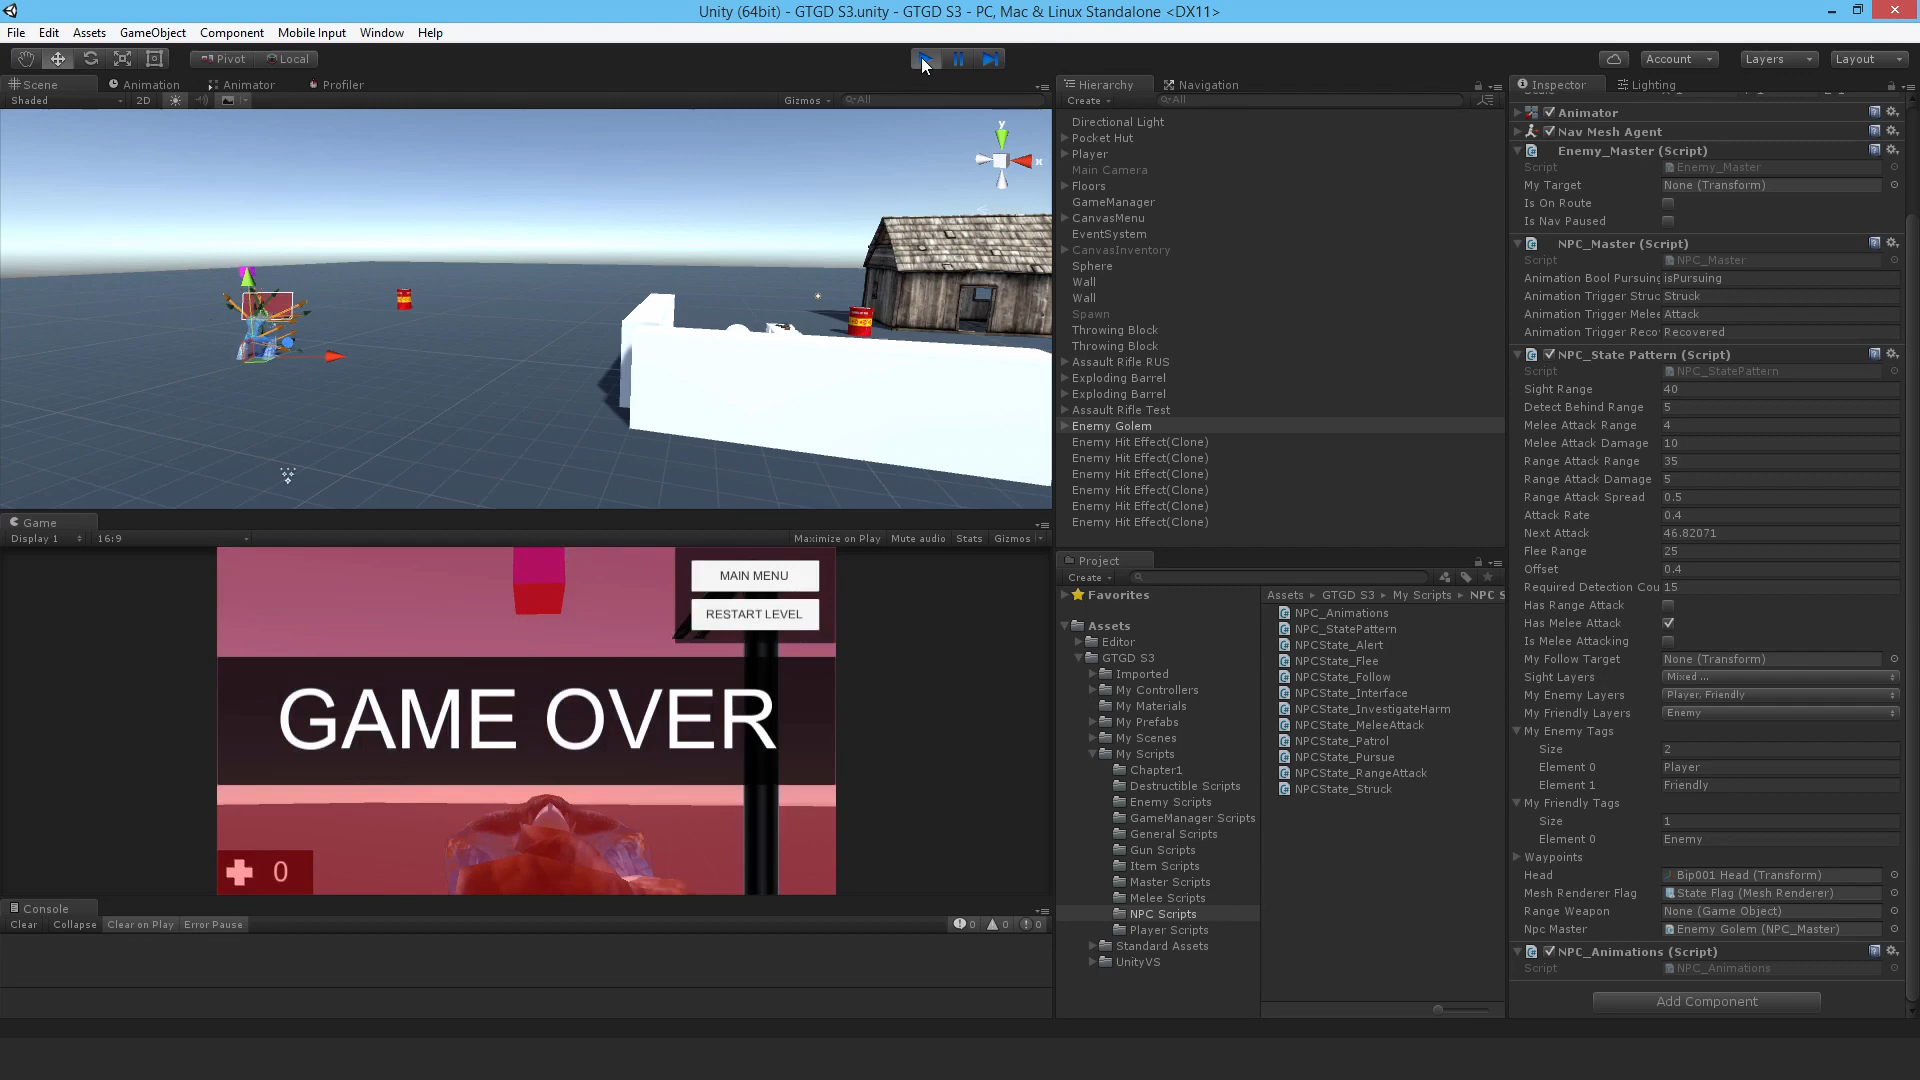 Unity (64bit) - GTGD S3.unity - GTGD S3 - PC, Mac & Linux Standalone <DX11>
File Edit Assets GameObject Component Mobile Input Window Help
Pivot Local
Account Layers Layout
Scene Animation Animator Profiler
Shaded 2D Gizmos All
y
x
Game
Display 1 16:9 Maximize on Play Mute audio Stats Gizmos
MAIN MENU
RESTART LEVEL
GAME OVER
0
Console
Clear Collapse Clear on Play Error Pause 0 0 0
Hierarchy Navigation
Create All
Directional Light
Pocket Hut
Player
Main Camera
Floors
GameManager
CanvasMenu
EventSystem
CanvasInventory
Sphere
Wall
Wall
Spawn
Throwing Block
Throwing Block
Assault Rifle RUS
Exploding Barrel
Exploding Barrel
Assault Rifle Test
Enemy Golem
Enemy Hit Effect(Clone)
Enemy Hit Effect(Clone)
Enemy Hit Effect(Clone)
Enemy Hit Effect(Clone)
Enemy Hit Effect(Clone)
Enemy Hit Effect(Clone)
Project
Create
Favorites
Assets
Editor
GTGD S3
Imported
My Controllers
My Materials
My Prefabs
My Scenes
My Scripts
Chapter1
Destructible Scripts
Enemy Scripts
GameManager Scripts
General Scripts
Gun Scripts
Item Scripts
Master Scripts
Melee Scripts
NPC Scripts
Player Scripts
Standard Assets
UnityVS
Assets GTGD S3 My Scripts NPC S
NPC_Animations
NPC_StatePattern
NPCState_Alert
NPCState_Flee
NPCState_Follow
NPCState_Interface
NPCState_InvestigateHarm
NPCState_MeleeAttack
NPCState_Patrol
NPCState_Pursue
NPCState_RangeAttack
NPCState_Struck
Inspector Lighting
Animator
Nav Mesh Agent
Enemy_Master (Script)
Script Enemy_Master
My Target None (Transform)
Is On Route
Is Nav Paused
NPC_Master (Script)
Script NPC_Master
Animation Bool Pursuing isPursuing
Animation Trigger Struc Struck
Animation Trigger Melee Attack
Animation Trigger Reco Recovered
NPC_State Pattern (Script)
Script NPC_StatePattern
Sight Range 40
Detect Behind Range 5
Melee Attack Range 4
Melee Attack Damage 10
Range Attack Range 35
Range Attack Damage 5
Range Attack Spread 0.5
Attack Rate 0.4
Next Attack 46.82071
Flee Range 25
Offset 0.4
Required Detection Cou 15
Has Range Attack
Has Melee Attack
Is Melee Attacking
My Follow Target None (Transform)
Sight Layers Mixed ...
My Enemy Layers Player, Friendly
My Friendly Layers Enemy
My Enemy Tags
Size 2
Element 0 Player
Element 1 Friendly
My Friendly Tags
Size 1
Element 0 Enemy
Waypoints
Head Bip001 Head (Transform)
Mesh Renderer Flag State Flag (Mesh Renderer)
Range Weapon None (Game Object)
Npc Master Enemy Golem (NPC_Master)
NPC_Animations (Script)
Script NPC_Animations
Add Component